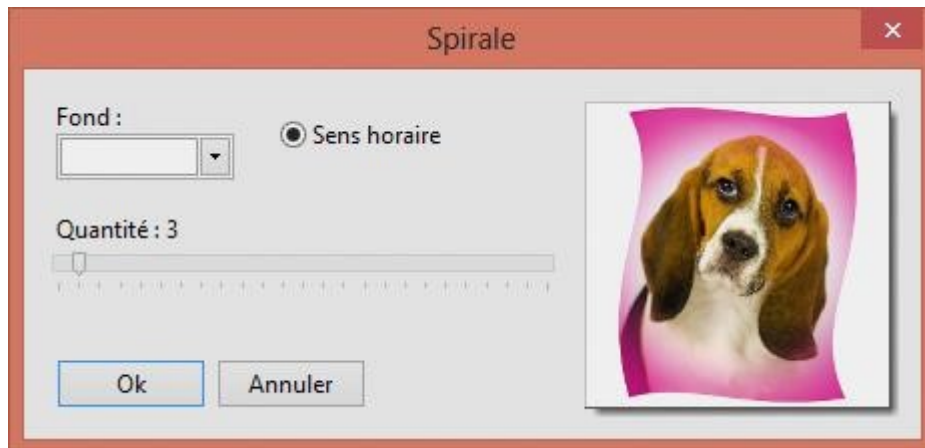 Spirale
Fond :
Sens horaire
Quantité : 3
Ok
Annuler